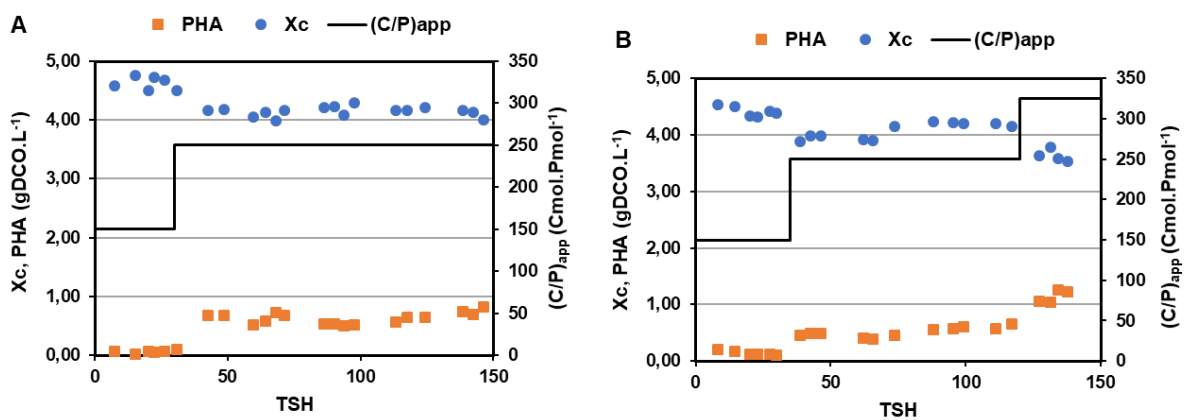 A
PHA Xc (C/P)app
5,00
4,00
3,00
2,00
1,00
0,00
350
300
250
200
150
100
50
0
0 50 100 150
Xc, PHA (gDCO.L-1)
(C/P)app (Cmol.Pmol-1)
TSH
B
PHA Xc (C/P)app
5,00
4,00
3,00
2,00
1,00
0,00
350
300
250
200
150
100
50
0
0 50 100 150
Xc, PHA (gDCO.L-1)
(C/P)app (Cmol.Pmol-1)
TSH